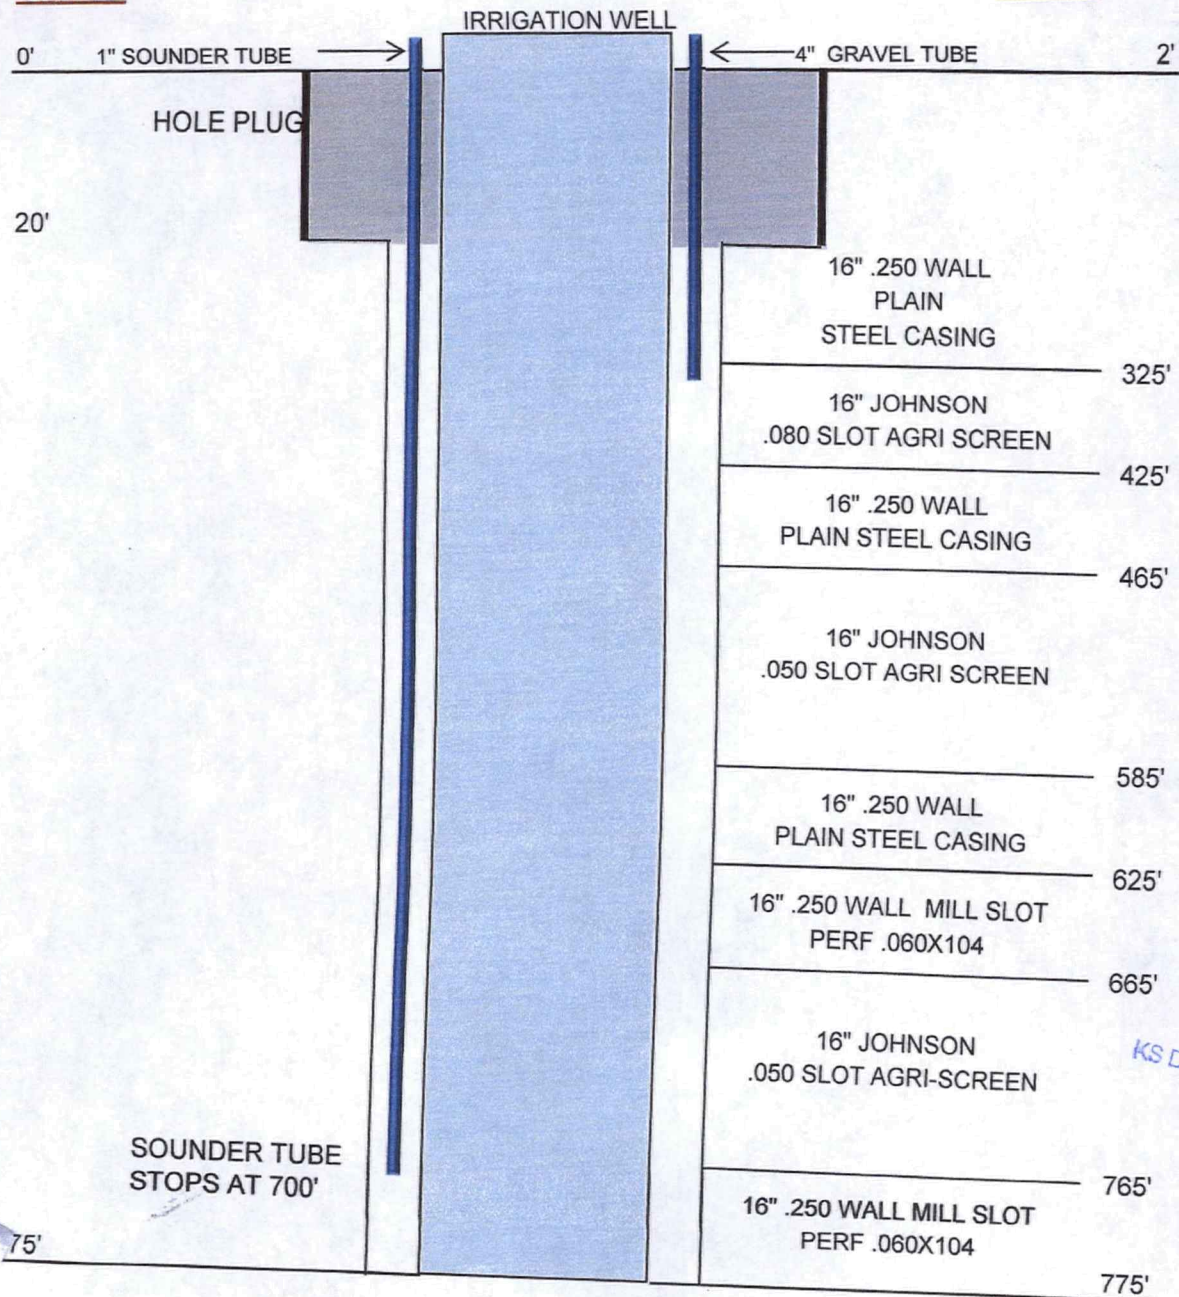 IRRIGATION WELL
0'
1" SOUNDER TUBE
4" GRAVEL TUBE
2'
HOLE PLUG
20'
16" .250 WALL
PLAIN
STEEL CASING
325'
16" JOHNSON
.080 SLOT AGRI SCREEN
425'
16" .250 WALL
PLAIN STEEL CASING
465'
16" JOHNSON
.050 SLOT AGRI SCREEN
585'
16" .250 WALL
PLAIN STEEL CASING
625'
16" .250 WALL MILL SLOT
PERF .060X104
665'
16" JOHNSON
.050 SLOT AGRI-SCREEN
KS
SOUNDER TUBE
STOPS AT 700'
765'
16" .250 WALL MILL SLOT
PERF .060X104
75'
775'